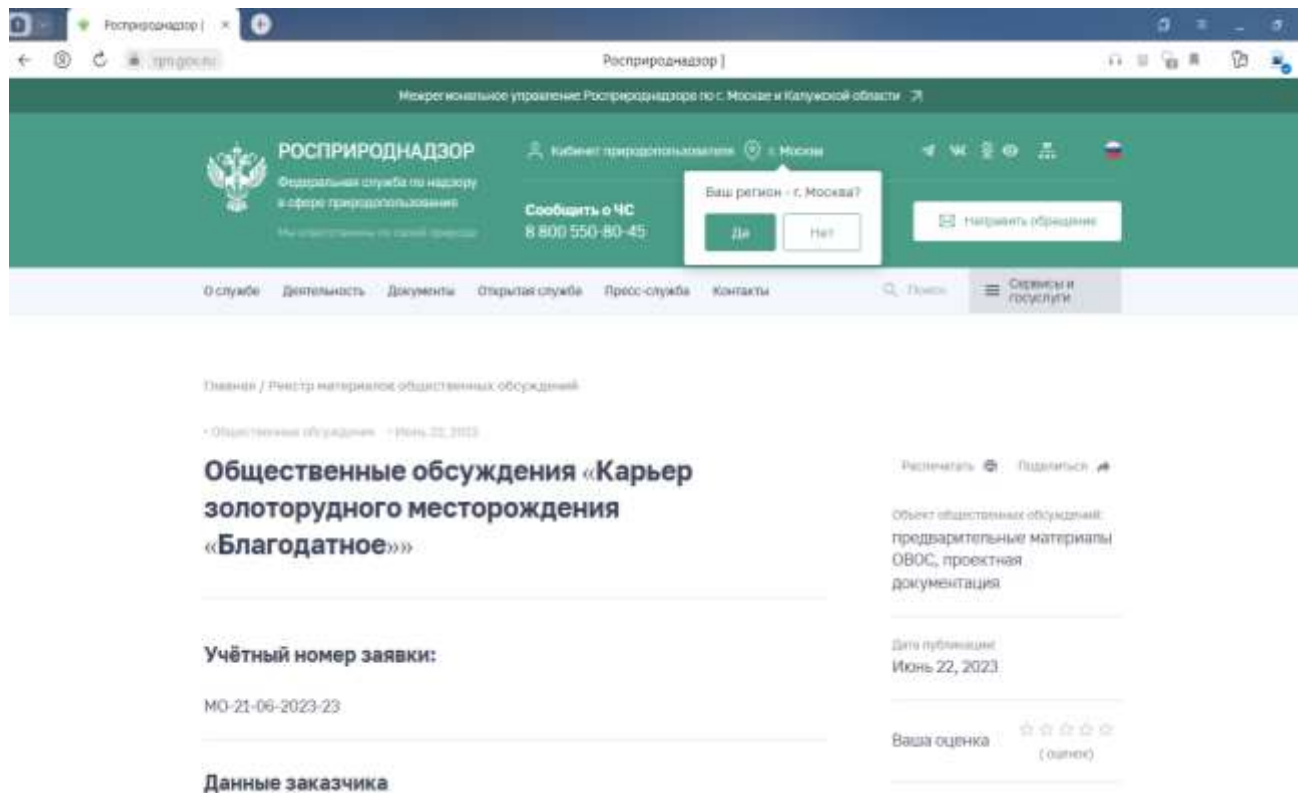 Росприроднадзор |
rpn.gov.ru
Росприроднадзор |
Межрегиональное управление Росприроднадзора по г. Москве и Калужской области
РОСПРИРОДНАДЗОР
Федеральная служба по надзору
в сфере природопользования
Кабинет природопользователя
г. Москва
Ваш регион - г. Москва?
Да
Нет
Сообщить о ЧС
8 800 550-80-45
Направить обращение
О службе
Деятельность
Документы
Открытая служба
Пресс-служба
Контакты
Поиск
Сервисы и
госуслуги
Главная / Реестр материалов общественных обсуждений
• Общественные обсуждения • Июнь 22, 2023
Общественные обсуждения «Карьер
золоторудного месторождения
«Благодатное»»
Учётный номер заявки:
МО-21-06-2023-23
Данные заказчика
Распечатать
Поделиться
Объект общественных обсуждений:
предварительные материалы
ОВОС, проектная
документация
Дата публикации:
Июнь 22, 2023
Ваша оценка
( оценок)